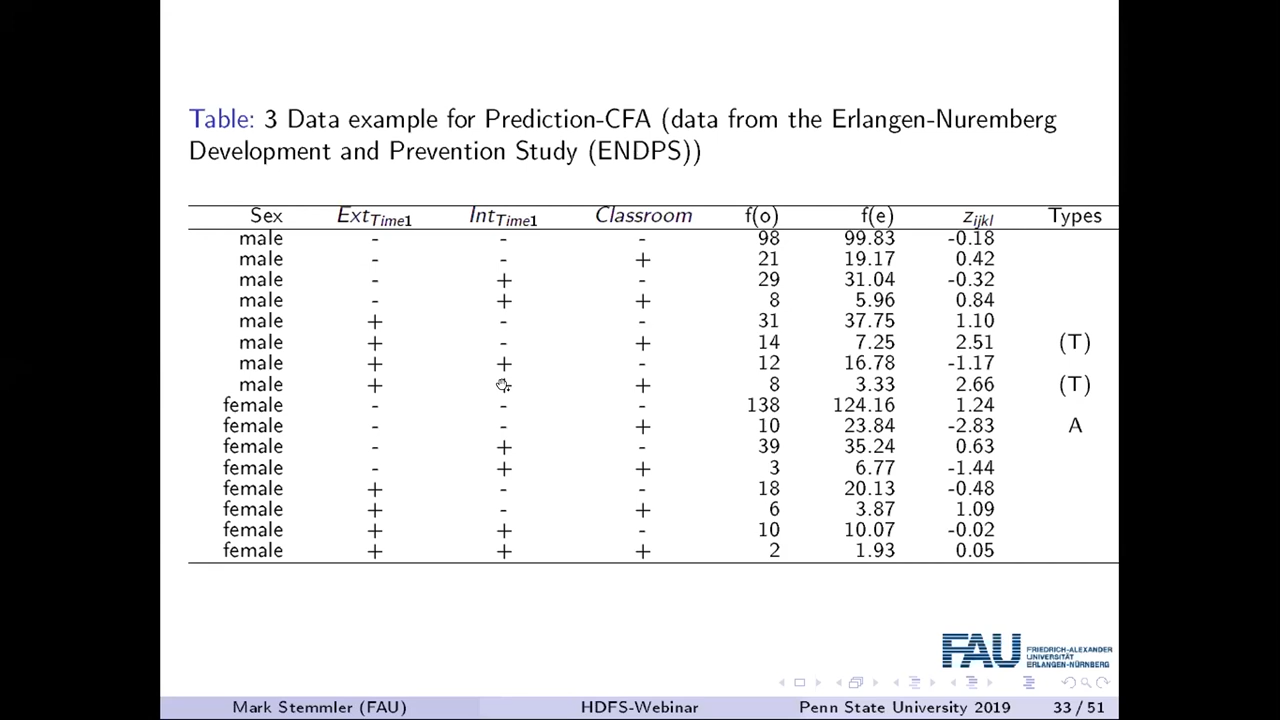 Table: 3 Data example for Prediction-CFA (data from the Erlangen-Nuremberg
Development and Prevention Study (ENDPS))
Sex Ext_Time1 Int_Time1 Classroom f(o) f(e) z_ijkl Types
male - - - 98 99.83 -0.18
male - - + 21 19.17 0.42
male - + - 29 31.04 -0.32
male - + + 8 5.96 0.84
male + - - 31 37.75 1.10
male + - + 14 7.25 2.51 (T)
male + + - 12 16.78 -1.17
male + + + 8 3.33 2.66 (T)
female - - - 138 124.16 1.24
female - - + 10 23.84 -2.83 A
female - + - 39 35.24 0.63
female - + + 3 6.77 -1.44
female + - - 18 20.13 -0.48
female + - + 6 3.87 1.09
female + + - 10 10.07 -0.02
female + + + 2 1.93 0.05
FAU FRIEDRICH-ALEXANDER
UNIVERSITÄT
ERLANGEN-NÜRNBERG
Mark Stemmler (FAU) HDFS-Webinar Penn State University 2019 33 / 51